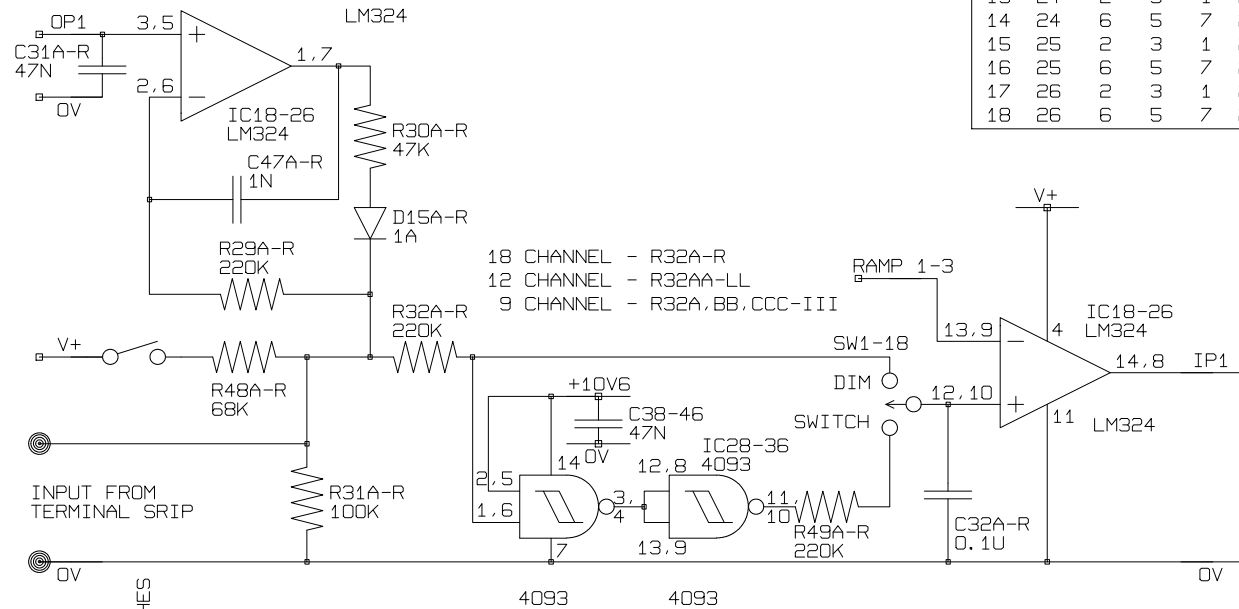 LM324
OP1
3,5
+
1,7
C31A-R
47N
2,6
−
0V
IC18-26
LM324
R30A-R
47K
C47A-R
1N
D15A-R
1A
R29A-R
220K
14 24 6 5 7
15 25 2 3 1
16 25 6 5 7
17 26 2 3 1
18 26 6 5 7
V+
18 CHANNEL - R32A-R
12 CHANNEL - R32AA-LL
9 CHANNEL - R32A,BB,CCC-III
RAMP 1-3
R32A-R
220K
IC18-26
LM324
13,9
4
−
V+
SW1-18
14,8
IP1
R48A-R
68K
DIM
+10V6
12,10
+
11
LM324
C38-46
47N
SWITCH
0V
IC28-36
4093
14
12,8
2,5
INPUT FROM
TERMINAL SRIP
R31A-R
100K
3,
4
11,
10
1,6
7
13,9
R49A-R
220K
C32A-R
0.1U
0V
0V
HES
4093
4093